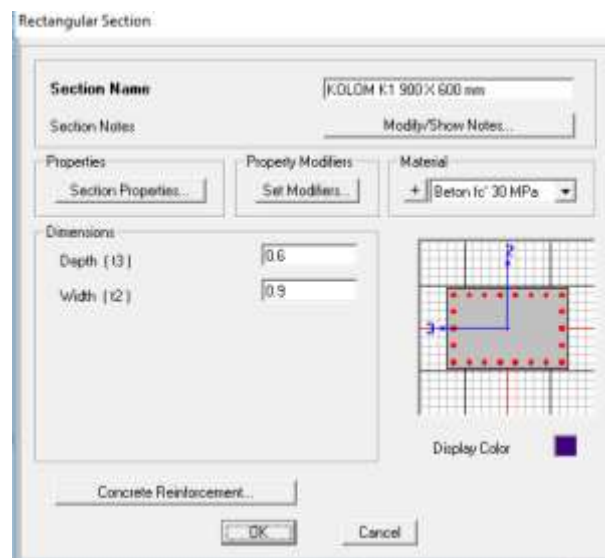 Rectangular Section
Section Name
KOLOM K1 900 X 600 mm
Section Notes
Modify/Show Notes...
Properties
Section Properties...
Property Modifiers
Set Modifiers...
Material
+
Beton fc' 30 MPa
Dimensions
Depth ( t3 )
0.6
Width ( t2 )
0.9
2
3
Display Color
Concrete Reinforcement...
OK
Cancel